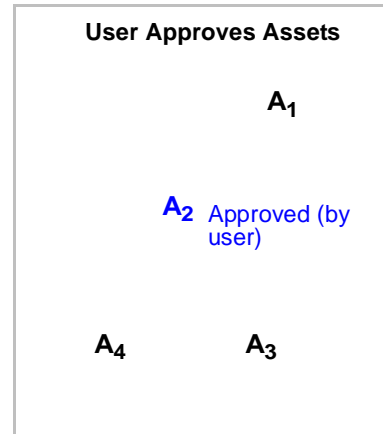 User Approves Assets
A₁
A₂ Approved (by
user)
A₄ A₃